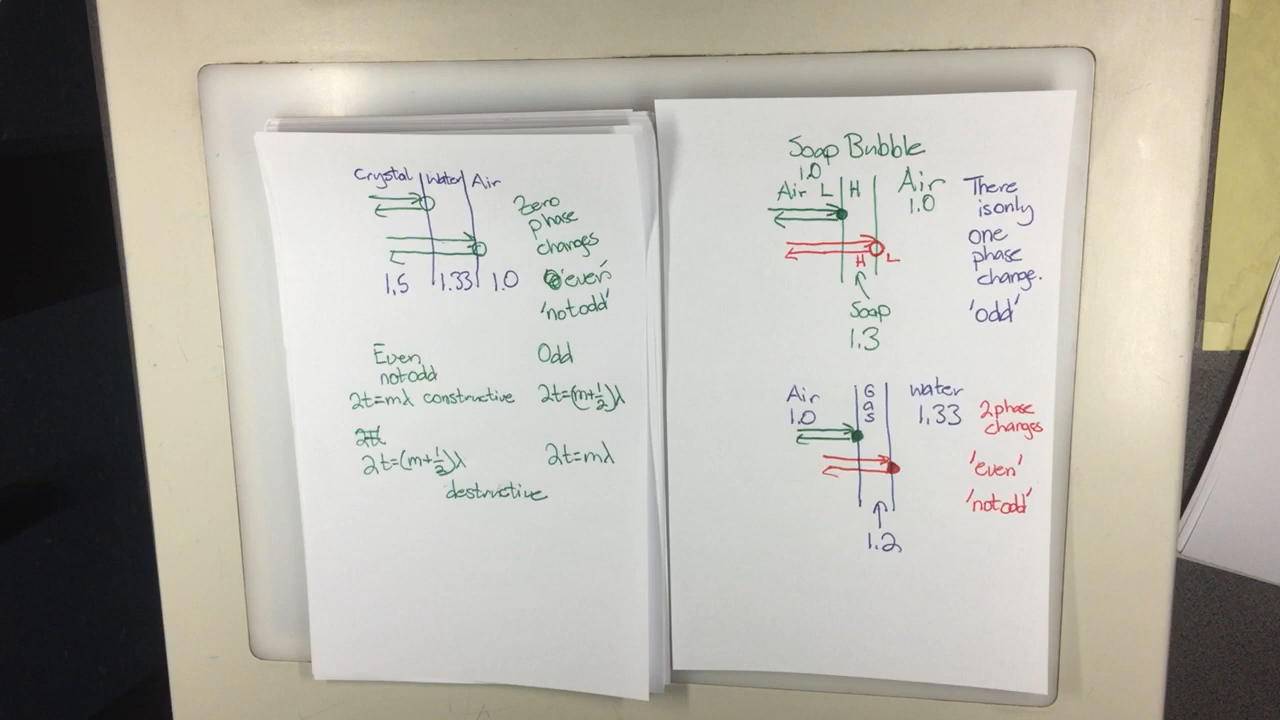 Crystal Water Air
Zero
phase
changes
'even'
'not odd'
1.5 1.33 1.0
Even
not odd
Odd
2t=mλ constructive 2t=(m+1/2)λ
2t
2t=(m+1/2)λ 2t=mλ
destructive
Soap Bubble
1.0
Air L H Air
1.0
H L
Soap
1.3
There
is only
one
phase
change.
'odd'
Air
1.0
Gas
water
1.33
1.2
2 phase
changes
'even'
'not odd'